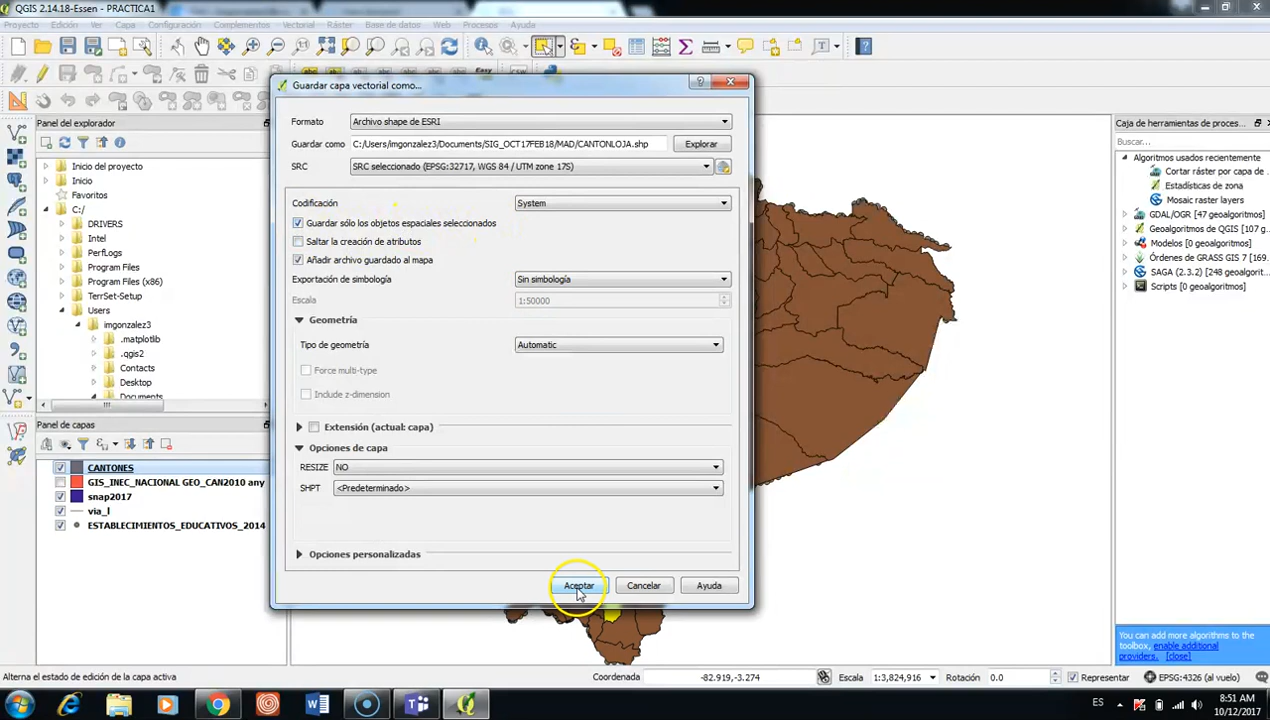 QGIS 2.14.18-Essen - PRACTICA1
Proyecto Edición Ver Capa Configuración Complementos Vectorial Ráster Base de datos Web Procesos Ayuda
Guardar capa vectorial como...
Formato Archivo shape de ESRI
Guardar como C:/Users/imgonzalez3/Documents/SIG_OCT17FEB18/MAD/CANTONLOJA.shp Explorar
SRC SRC seleccionado (EPSG:32717, WGS 84 / UTM zone 17S)
Codificación System
Guardar sólo los objetos espaciales seleccionados
Saltar la creación de atributos
Añadir archivo guardado al mapa
Exportación de simbología Sin simbología
Escala 1:50000
Geometría
Tipo de geometría Automatic
Force multi-type
Include z-dimension
Extensión (actual: capa)
Opciones de capa
RESIZE NO
SHPT <Predeterminado>
Opciones personalizadas
Aceptar Cancelar Ayuda
Panel del explorador
Inicio del proyecto
Inicio
Favoritos
C:/
DRIVERS
Intel
PerfLogs
Program Files
Program Files (x86)
TerrSet-Setup
Users
imgonzalez3
.matplotlib
.qgis2
Contacts
Desktop
Documents
Panel de capas
CANTONES
GIS_INEC_NACIONAL GEO_CAN2010 any
snap2017
via_l
ESTABLECIMIENTOS_EDUCATIVOS_2014
Caja de herramientas de proces...
Buscar...
Algoritmos usados recientemente
Cortar ráster por capa de
Estadísticas de zona
Mosaic raster layers
GDAL/OGR [47 geoalgoritmos]
Geoalgoritmos de QGIS [107 g
Modelos [0 geoalgoritmos]
Órdenes de GRASS GIS 7 [169.
SAGA (2.3.2) [248 geoalgoritm
Scripts [0 geoalgoritmos]
You can add more algorithms to the
toolbox, enable additional
providers. [close]
Alterna el estado de edición de la capa activa
Coordenada -82.919,-3.274 Escala 1:3,824,916 Rotación 0.0 Representar EPSG:4326 (al vuelo)
ES
8:51 AM
10/12/2017